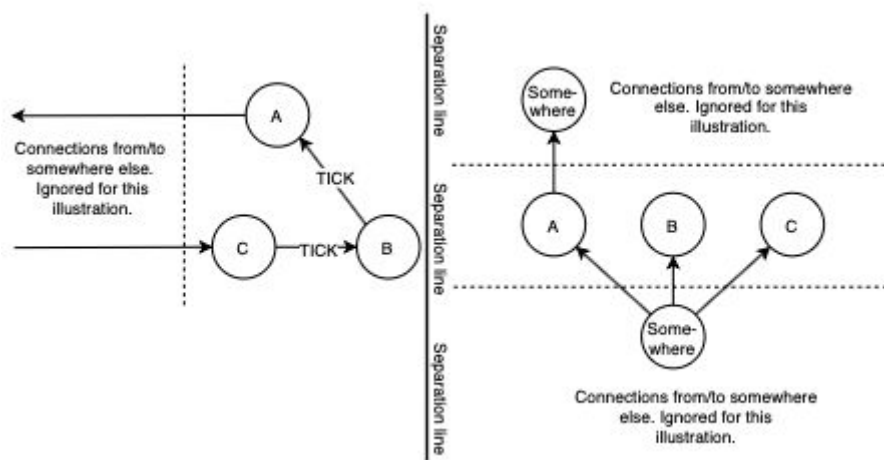 A
Connections from/to
somewhere else.
Ignored for this
illustration.
TICK
C
TICK
B
Separation line
Separation line
Separation line
Some-
where
Connections from/to somewhere
else. Ignored for this
illustration.
A
B
C
Some-
where
Connections from/to somewhere
else. Ignored for this
illustration.